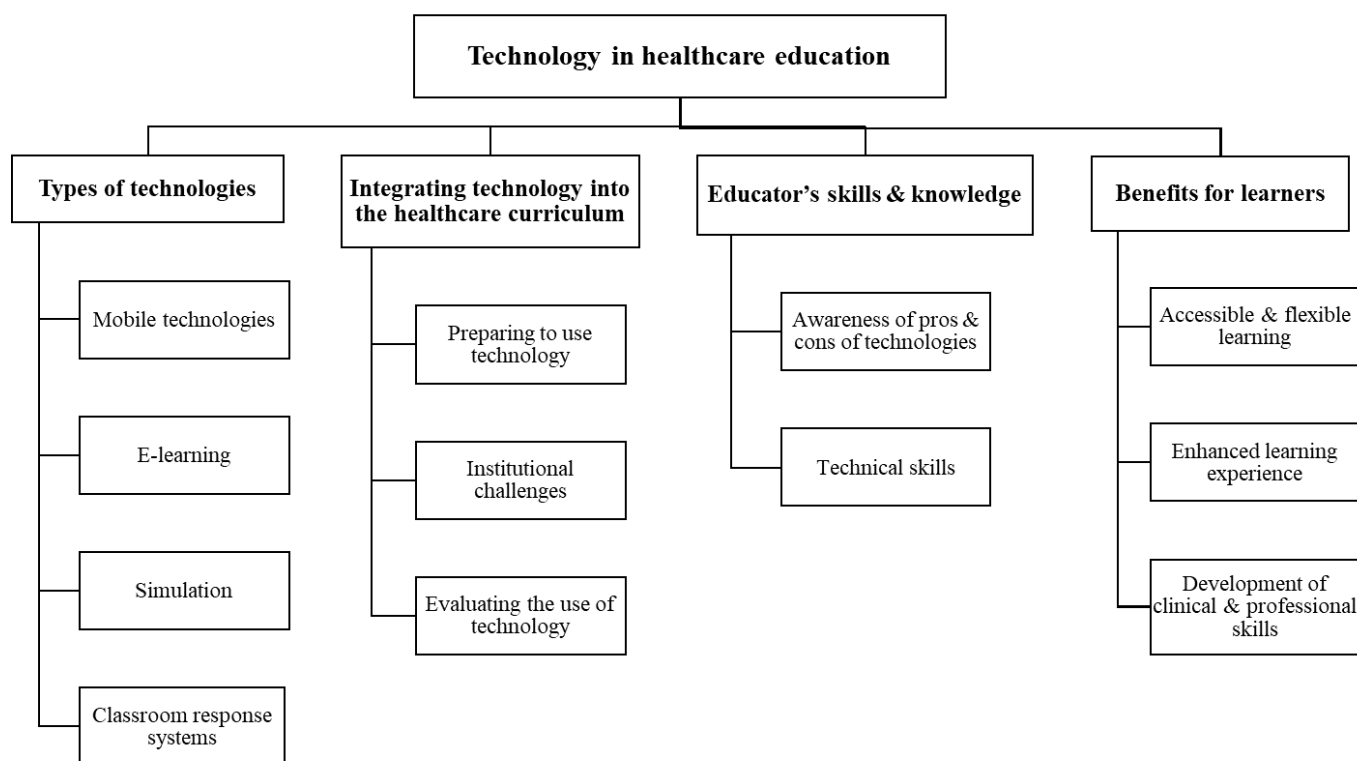 Technology in healthcare education
Types of technologies
Mobile technologies
E-learning
Simulation
Classroom response
systems
Integrating technology into
the healthcare curriculum
Preparing to use
technology
Institutional
challenges
Evaluating the use of
technology
Educator’s skills & knowledge
Awareness of pros &
cons of technologies
Technical skills
Benefits for learners
Accessible & flexible
learning
Enhanced learning
experience
Development of
clinical & professional
skills